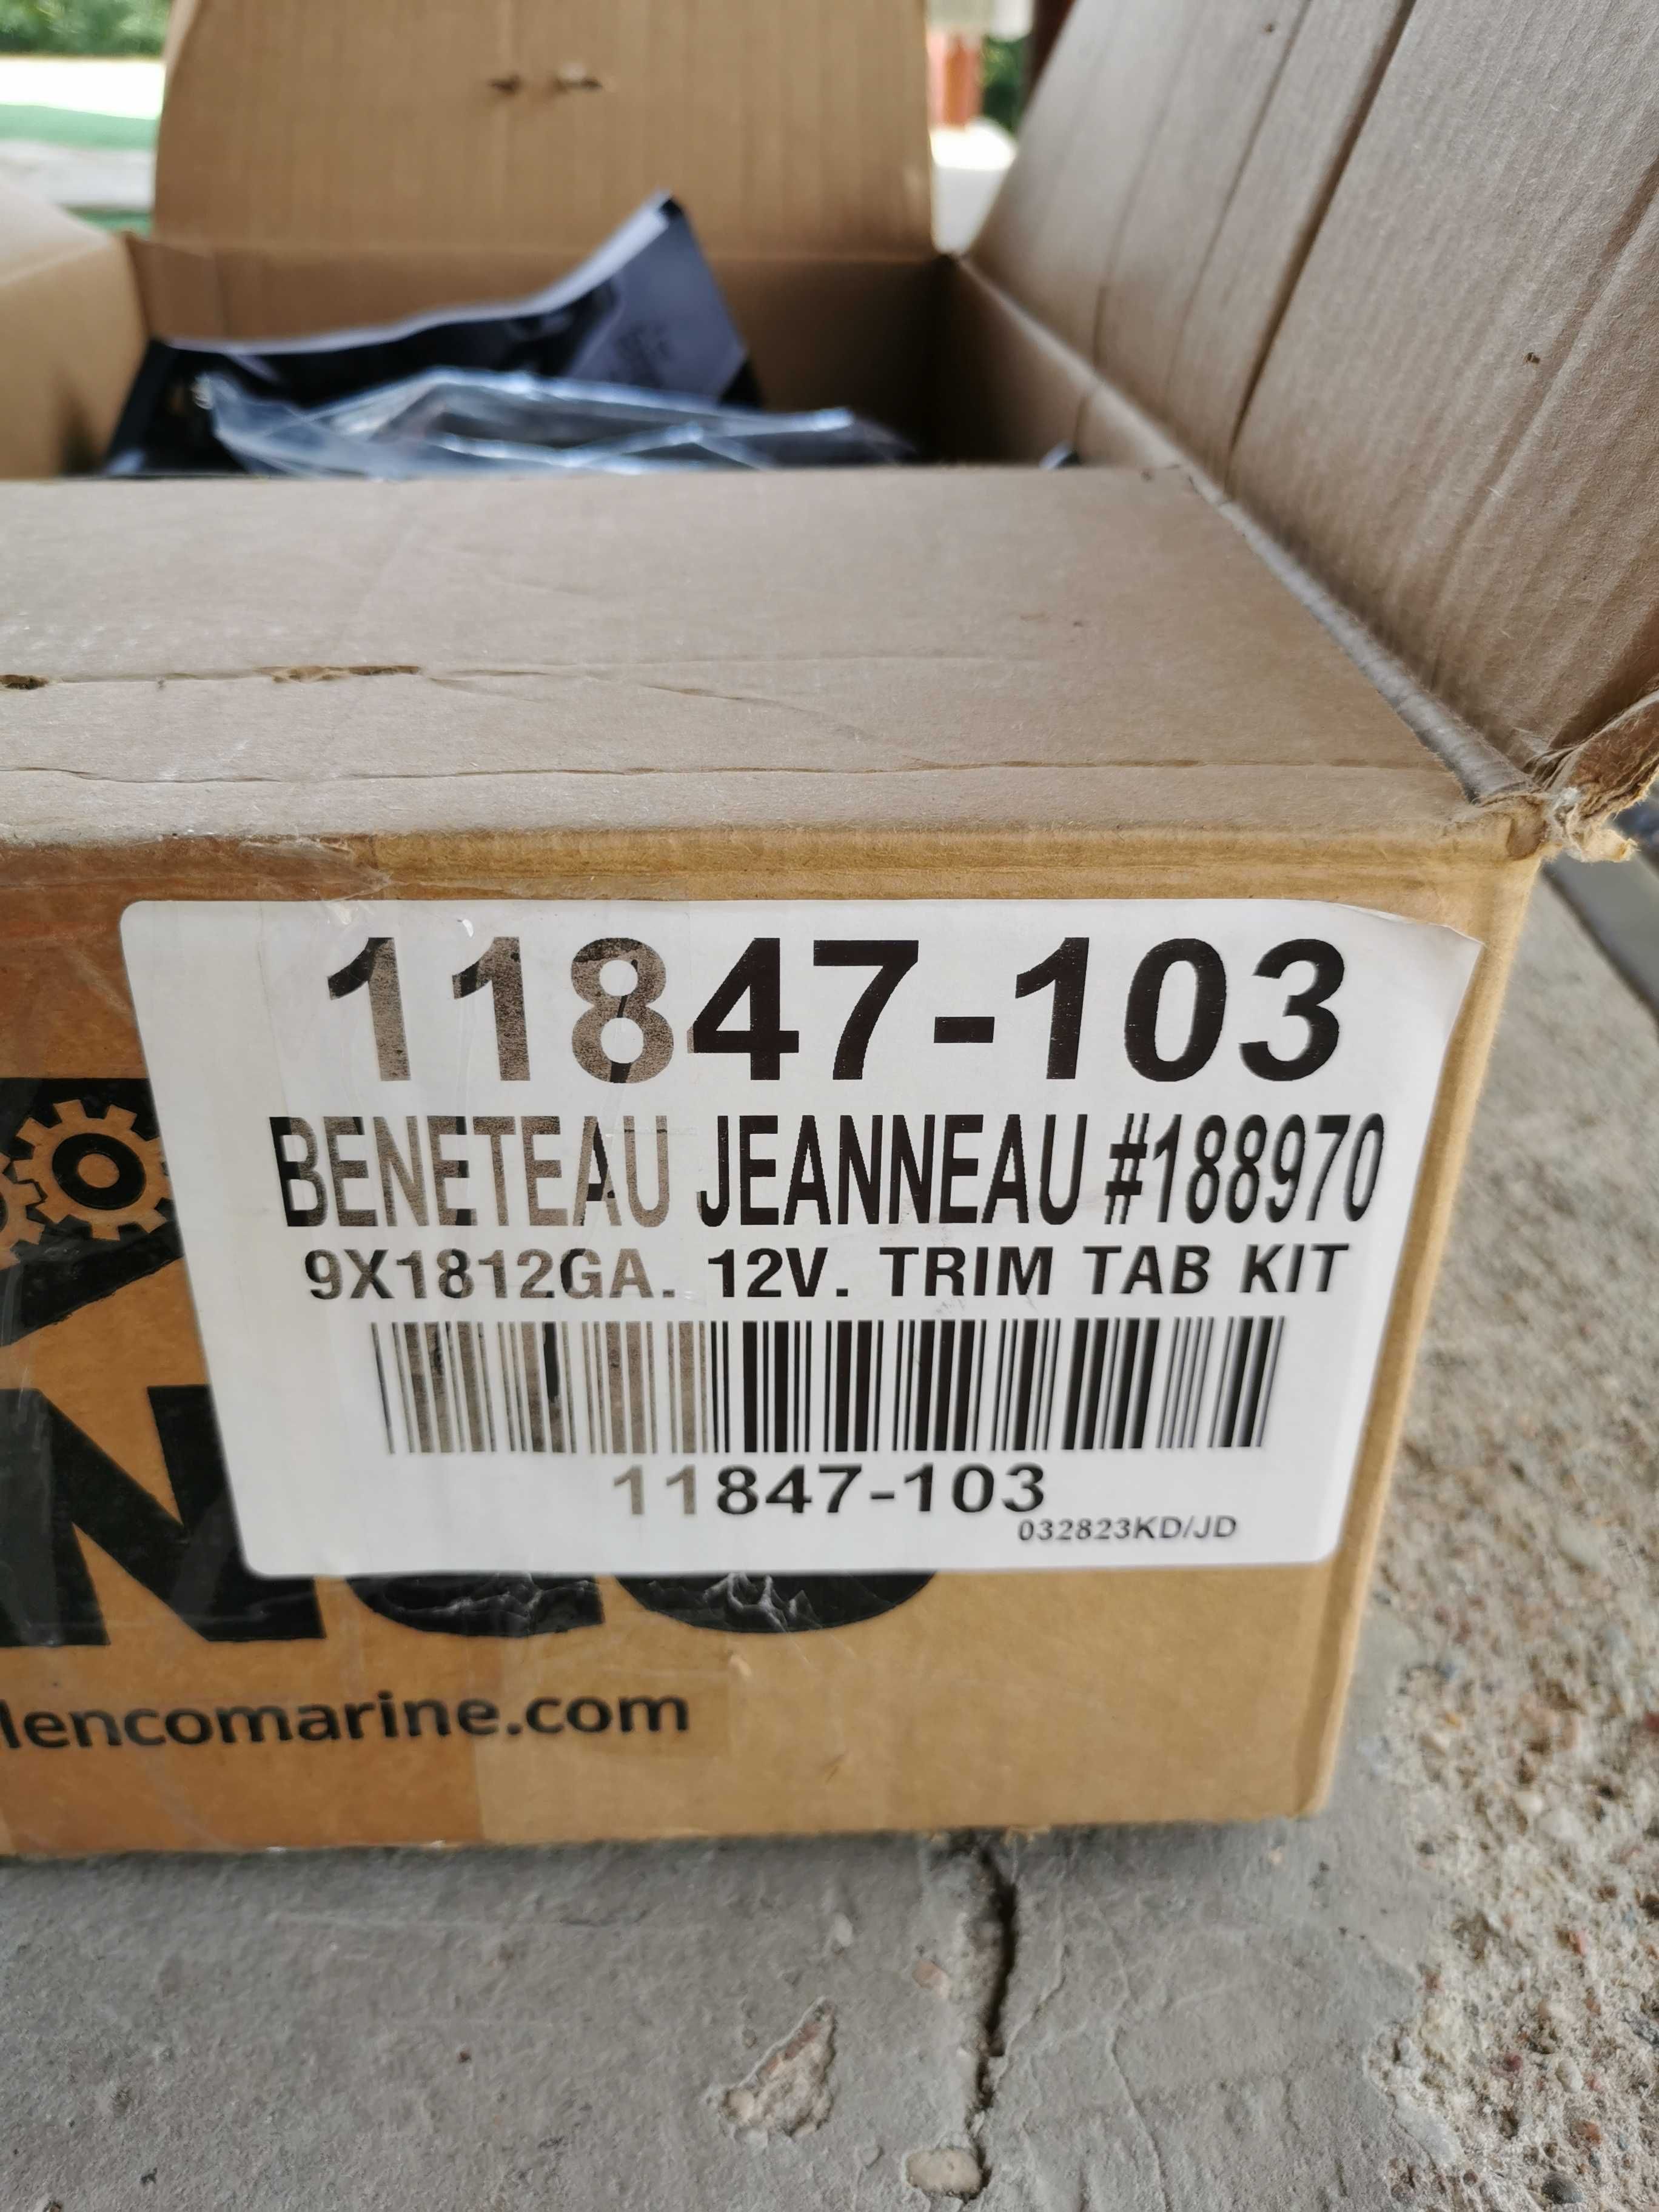 11847-103
BENETEAU JEANNEAU #188970
9X1812GA. 12V. TRIM TAB KIT
11847-103
032823KD/JD
lencomarine.com